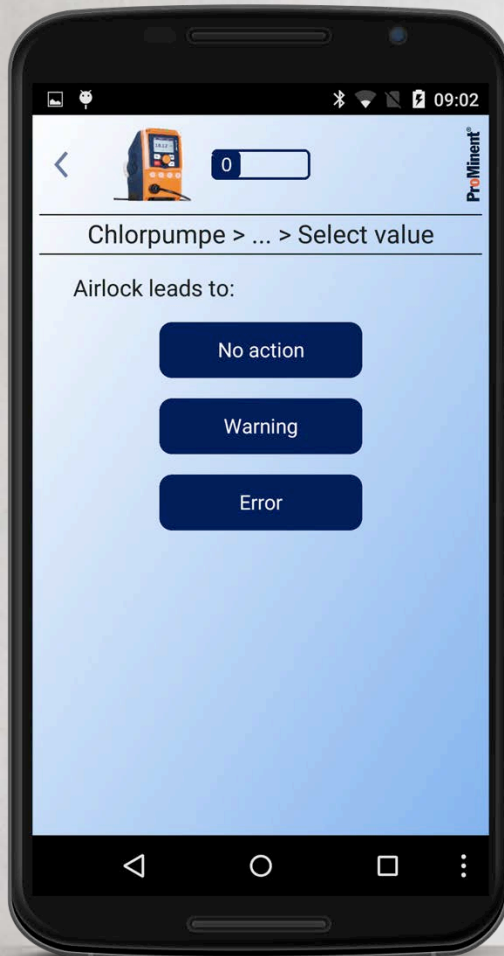 09:02
0
ProMinent®
Chlorpumpe > ... > Select value
Airlock leads to:
No action
Warning
Error